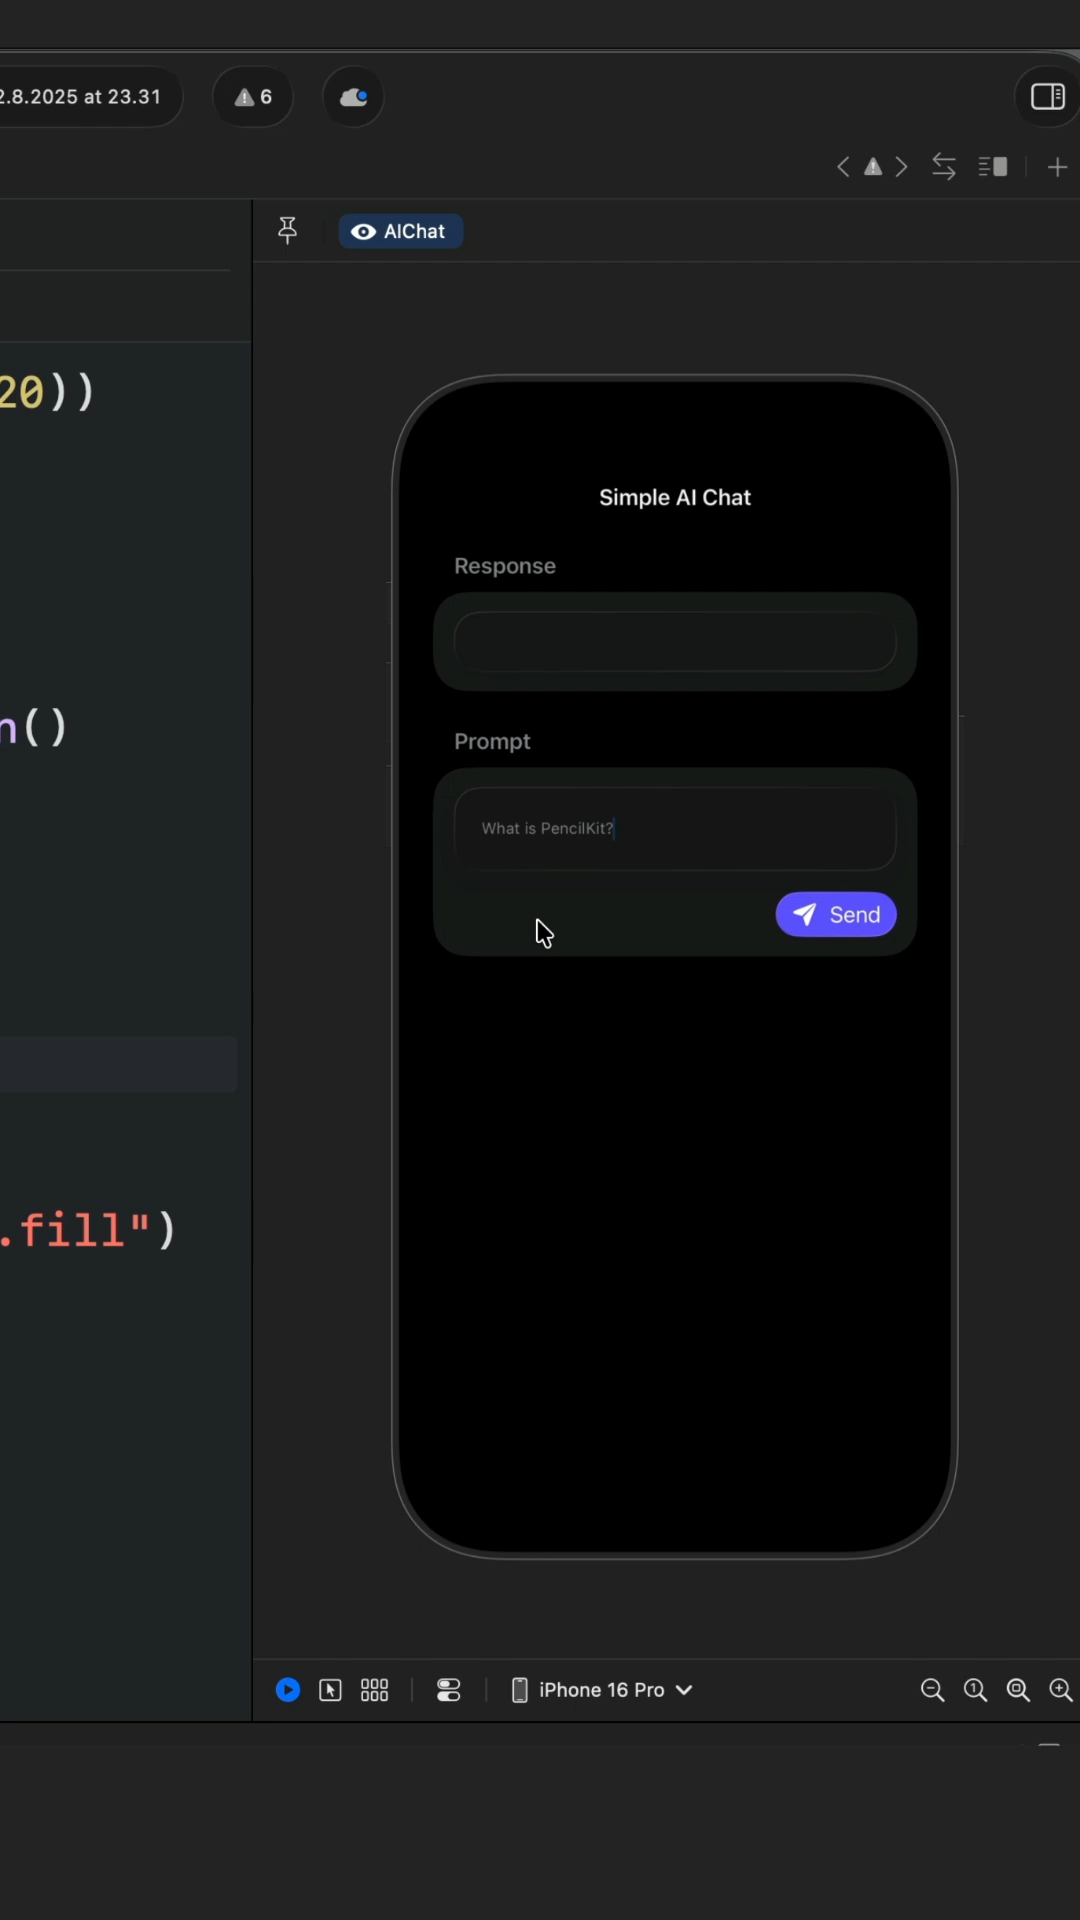 2.8.2025 at 23.31
6
AIChat
20))
Simple AI Chat
Response
n()
Prompt
What is PencilKit?
Send
.fill")
iPhone 16 Pro